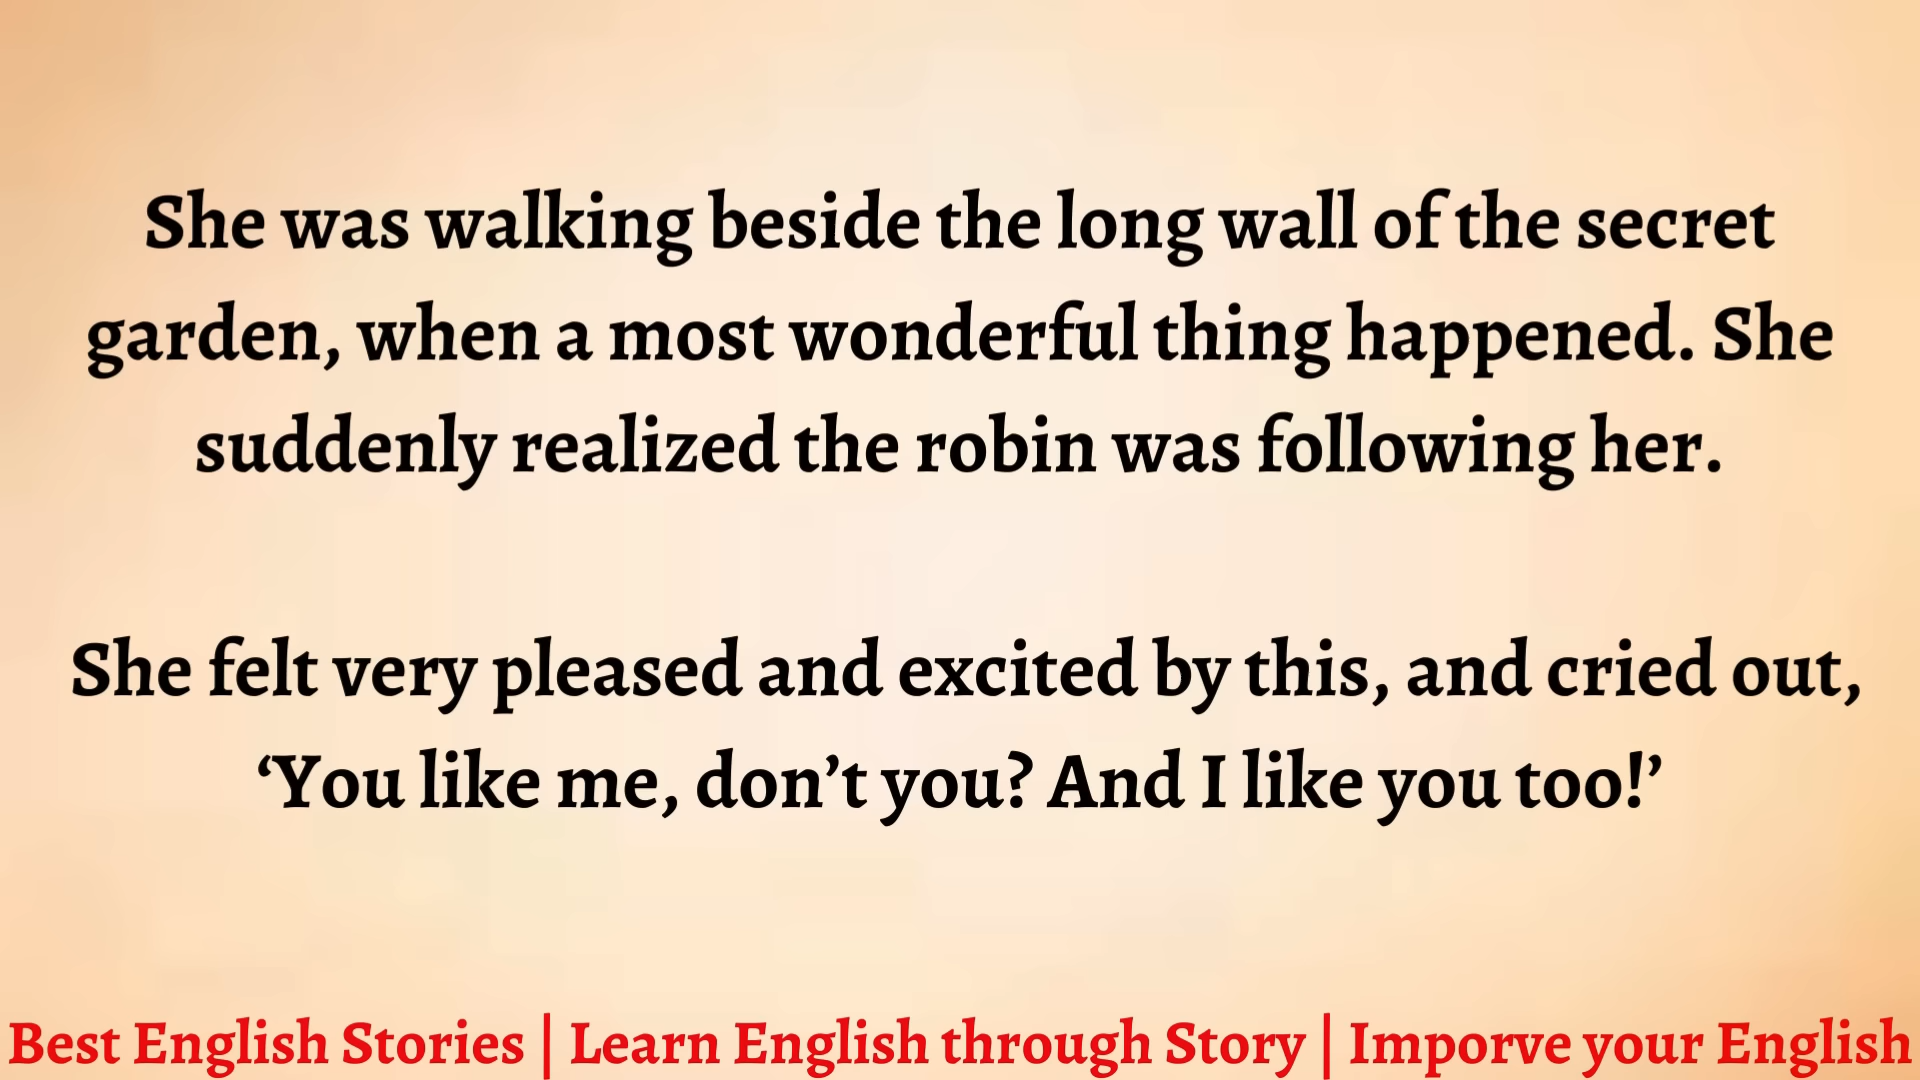 She was walking beside the long wall of the secret
garden, when a most wonderful thing happened. She
suddenly realized the robin was following her.
She felt very pleased and excited by this, and cried out,
‘You like me, don’t you? And I like you too!’
Best English Stories | Learn English through Story | Imporve your English